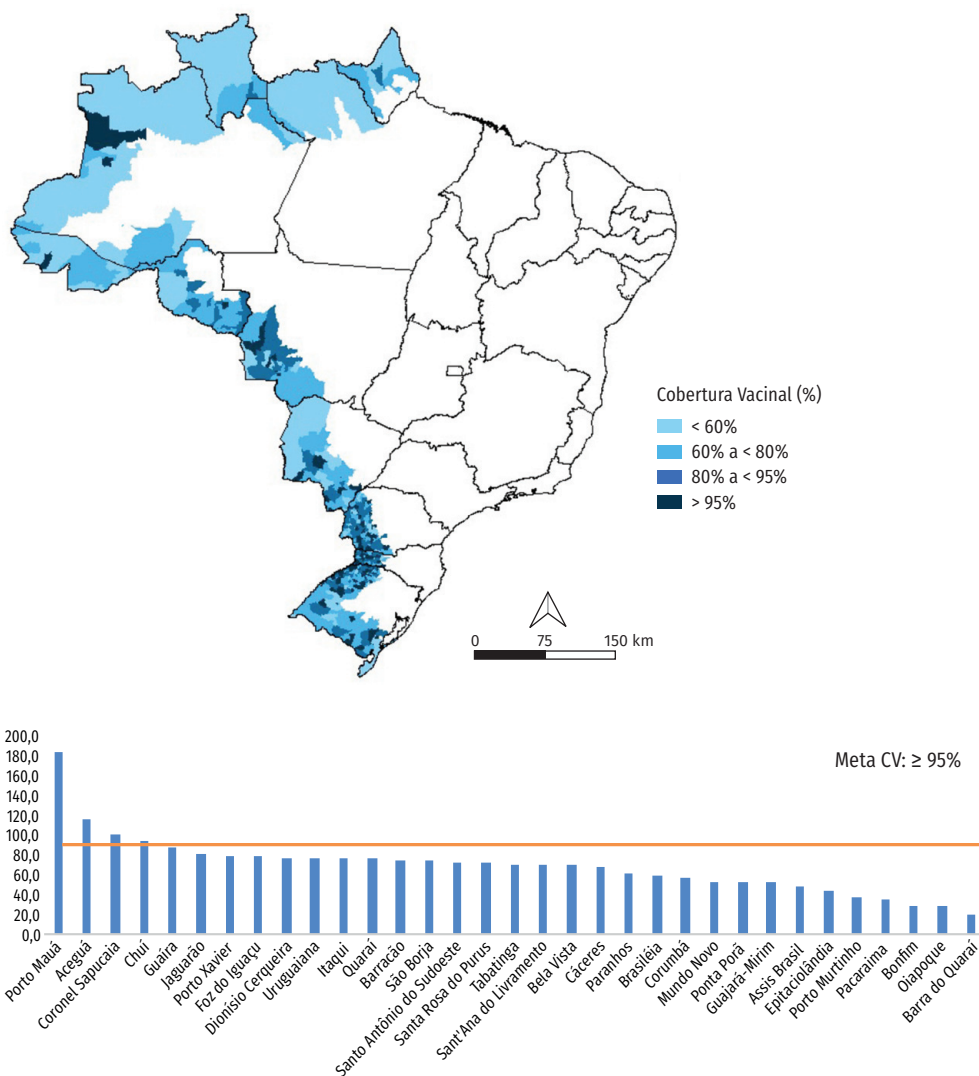 Cobertura Vacinal (%)
< 60%
60% a < 80%
80% a < 95%
> 95%
0 75 150 km
Meta CV: ≥ 95%
200,0
180,0
160,0
140,0
120,0
100,0
80,0
60,0
40,0
20,0
0,0
Porto Mauá
Aceguá
Coronel Sapucaia
Chuí
Guaíra
Jaguarão
Porto Xavier
Foz do Iguaçu
Dionísio Cerqueira
Uruguaiana
Itaqui
Quaraí
Barracão
São Borja
Santo Antônio do Sudoeste
Santa Rosa do Purus
Tabatinga
Sant'Ana do Livramento
Bela Vista
Cáceres
Paranhos
Brasiléia
Corumbá
Mundo Novo
Ponta Porã
Guajará-Mirim
Assis Brasil
Epitaciolândia
Porto Murtinho
Pacaraima
Bonfim
Oiapoque
Barra do Quaraí